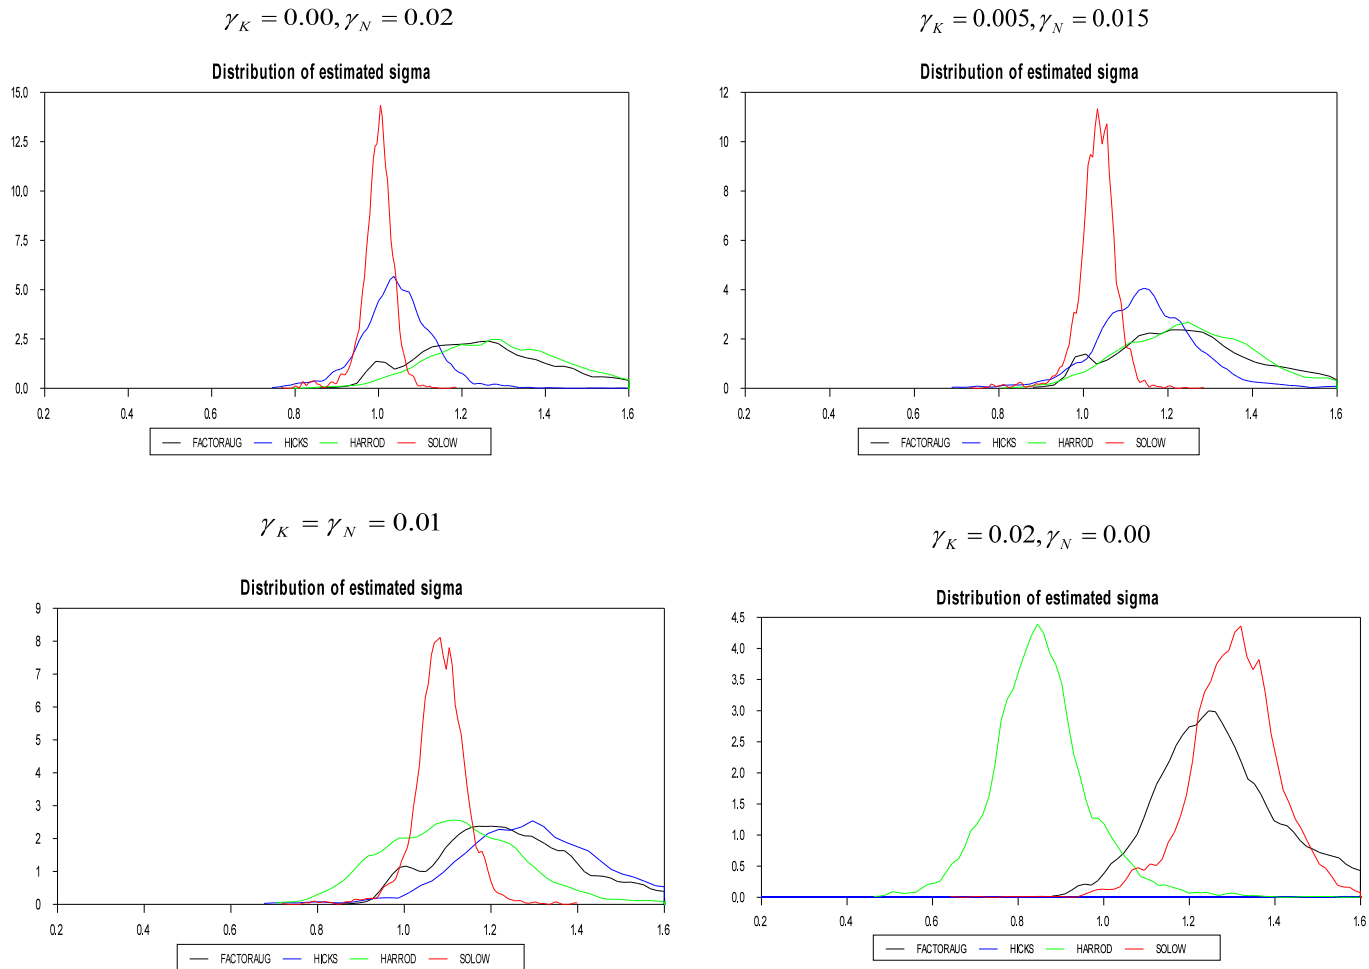 γ_K = 0.00, γ_N = 0.02
Distribution of estimated sigma
15.0
12.5
10.0
7.5
5.0
2.5
0.0
0.2 0.4 0.6 0.8 1.0 1.2 1.4 1.6
FACTORAUG HICKS HARROD SOLOW
γ_K = 0.005, γ_N = 0.015
Distribution of estimated sigma
12
10
8
6
4
2
0
0.2 0.4 0.6 0.8 1.0 1.2 1.4 1.6
FACTORAUG HICKS HARROD SOLOW
γ_K = γ_N = 0.01
Distribution of estimated sigma
9
8
7
6
5
4
3
2
1
0
0.2 0.4 0.6 0.8 1.0 1.2 1.4 1.6
FACTORAUG HICKS HARROD SOLOW
γ_K = 0.02, γ_N = 0.00
Distribution of estimated sigma
4.5
4.0
3.5
3.0
2.5
2.0
1.5
1.0
0.5
0.0
0.2 0.4 0.6 0.8 1.0 1.2 1.4 1.6
FACTORAUG HICKS HARROD SOLOW